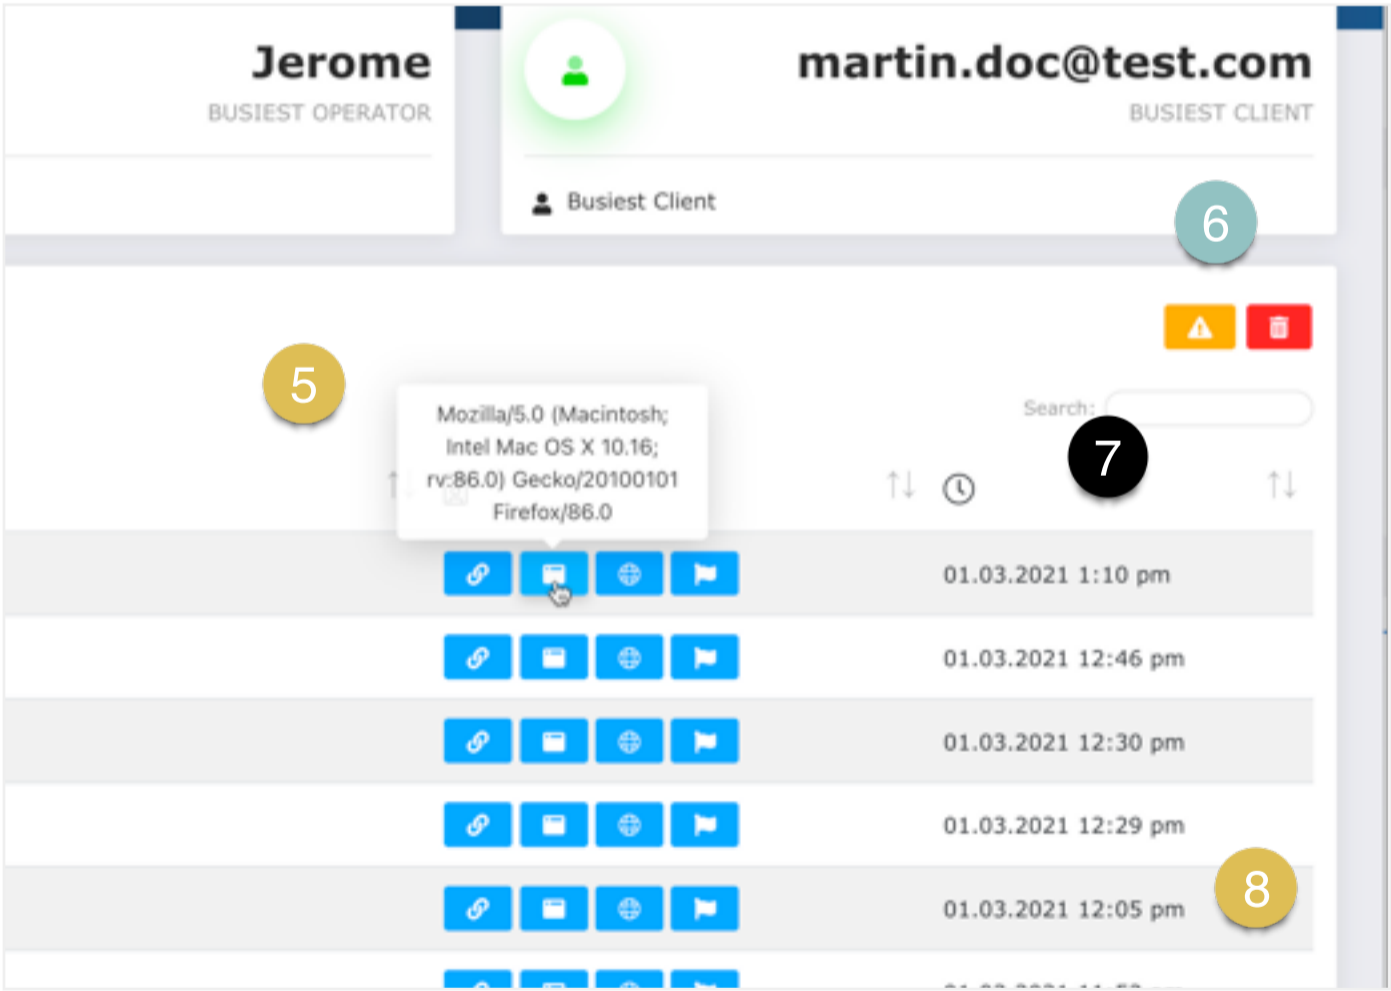 Jerome
BUSIEST OPERATOR
martin.doc@test.com
BUSIEST CLIENT
Busiest Client
6
5
Search:
7
Mozilla/5.0 (Macintosh;
Intel Mac OS X 10.16;
rv:86.0) Gecko/20100101
Firefox/86.0
01.03.2021 1:10 pm
01.03.2021 12:46 pm
01.03.2021 12:30 pm
01.03.2021 12:29 pm
8
01.03.2021 12:05 pm